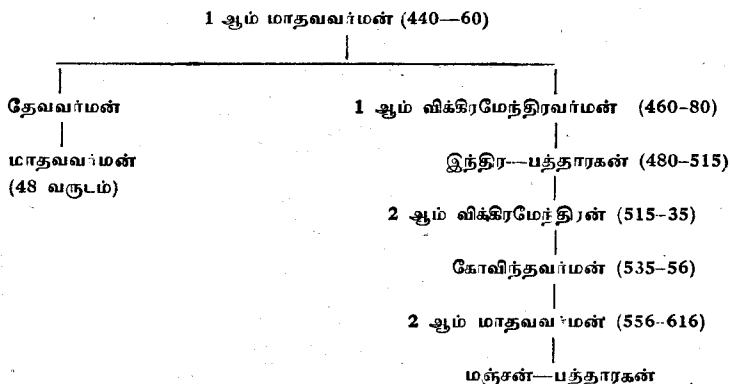 1 ஆம் மாதவவர்மன் (440—60)
தேவவர்மன்
1 ஆம் விக்கிரமேந்திரவர்மன் (460-80)
மாதவவர்மன்
(48 வருடம்)
இந்திர—பத்தாரகன் (480-515)
2 ஆம் விக்கிரமேந்திரன் (515-35)
கோவிந்தவர்மன் (535-56)
2 ஆம் மாதவவர்மன் (556-616)
மஞ்சன்—பத்தாரகன்